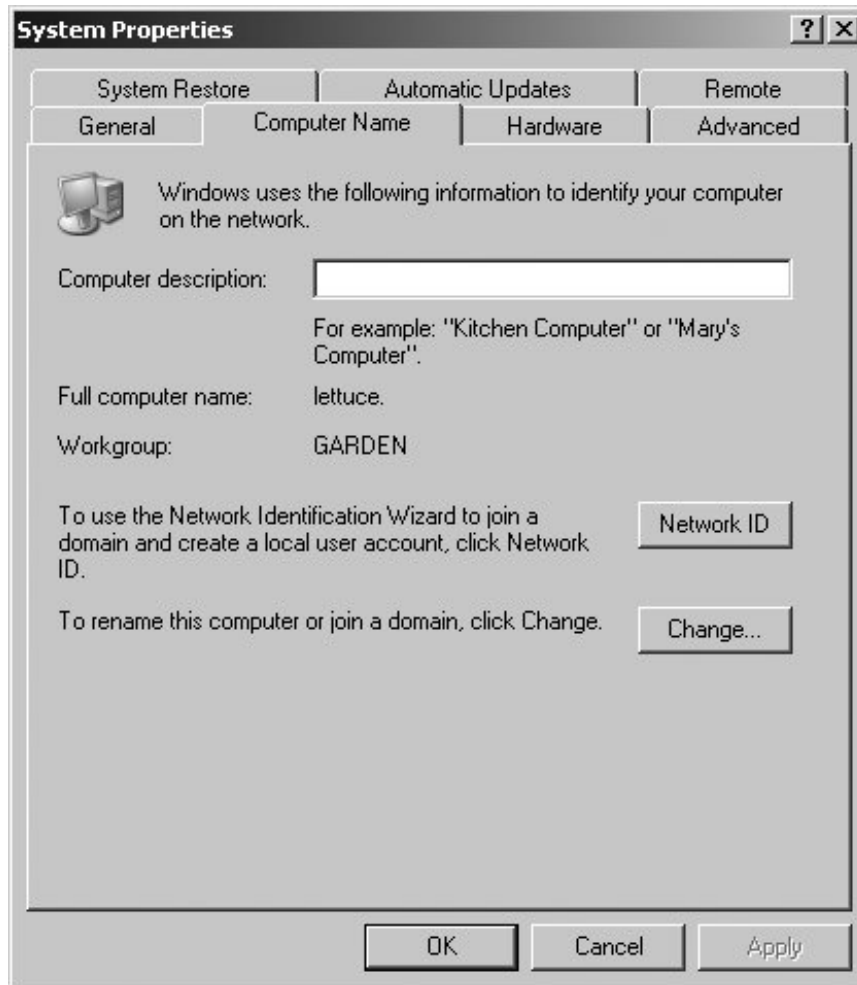 System Properties
System Restore Automatic Updates Remote
General Computer Name Hardware Advanced
Windows uses the following information to identify your computer
on the network.
Computer description:
For example: "Kitchen Computer" or "Mary's
Computer".
Full computer name: lettuce.
Workgroup: GARDEN
To use the Network Identification Wizard to join a
domain and create a local user account, click Network
ID.
Network ID
To rename this computer or join a domain, click Change.
Change...
OK Cancel Apply